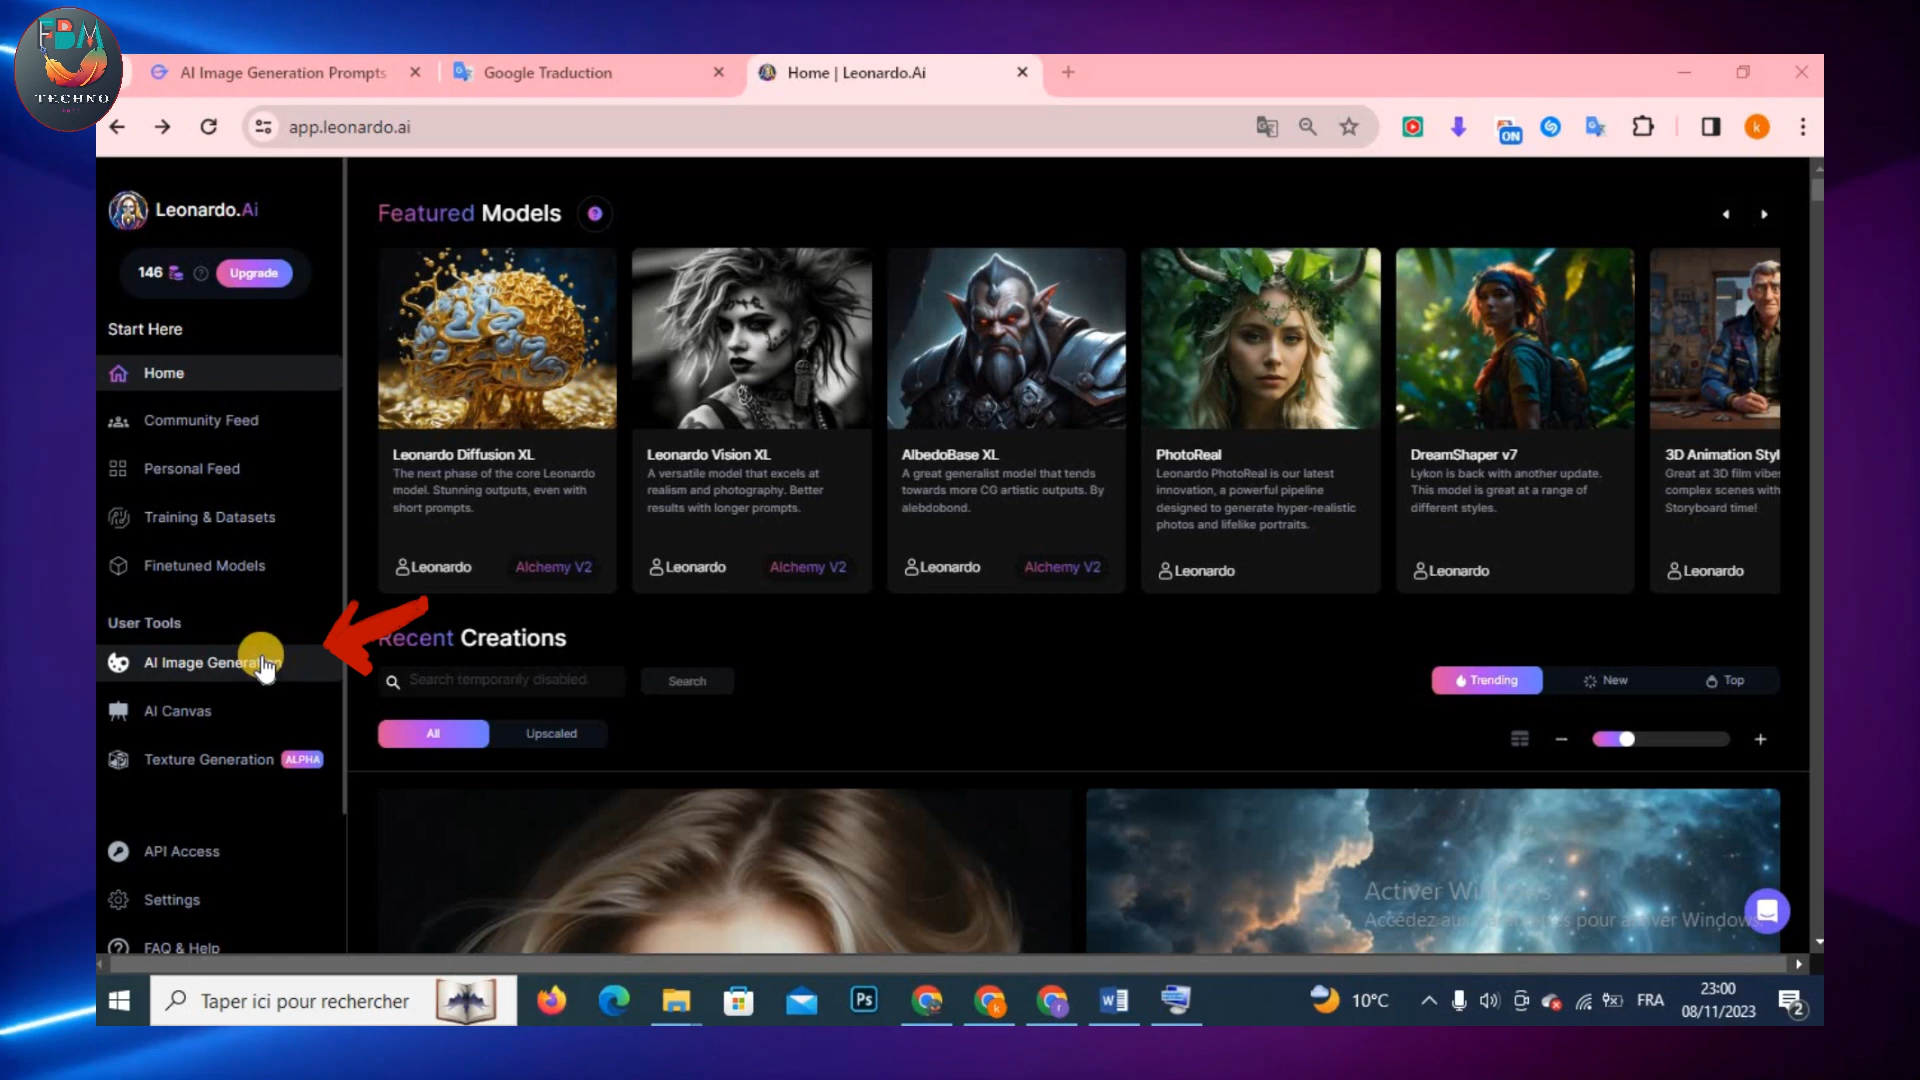 FBM
TECHNO
AI Image Generation Prompts
Google Traduction
Home | Leonardo.Ai
app.leonardo.ai
ON
k
Leonardo.Ai
146
Upgrade
Start Here
Home
Community Feed
Personal Feed
Training & Datasets
Finetuned Models
User Tools
AI Image Generation
AI Canvas
Texture Generation ALPHA
API Access
Settings
FAQ & Help
Featured Models
Leonardo Diffusion XL
The next phase of the core Leonardo
model. Stunning outputs, even with
short prompts.
Leonardo
Alchemy V2
Leonardo Vision XL
A versatile model that excels at
realism and photography. Better
results with longer prompts.
Leonardo
Alchemy V2
AlbedoBase XL
A great generalist model that tends
towards more CG artistic outputs. By
alebdobond.
Leonardo
Alchemy V2
PhotoReal
Leonardo PhotoReal is our latest
innovation, a powerful pipeline
designed to generate hyper-realistic
photos and lifelike portraits.
Leonardo
DreamShaper v7
Lykon is back with another update.
This model is great at a range of
different styles.
Leonardo
3D Animation Styl
Great at 3D film vibes
complex scenes with
Storyboard time!
Leonardo
Recent Creations
Search temporarily disabled.
Search
Trending
New
Top
All
Upscaled
Activer Windows
Accédez aux paramètres pour activer Windows.
Taper ici pour rechercher
Ps
10°C
FRA
23:00
08/11/2023
2